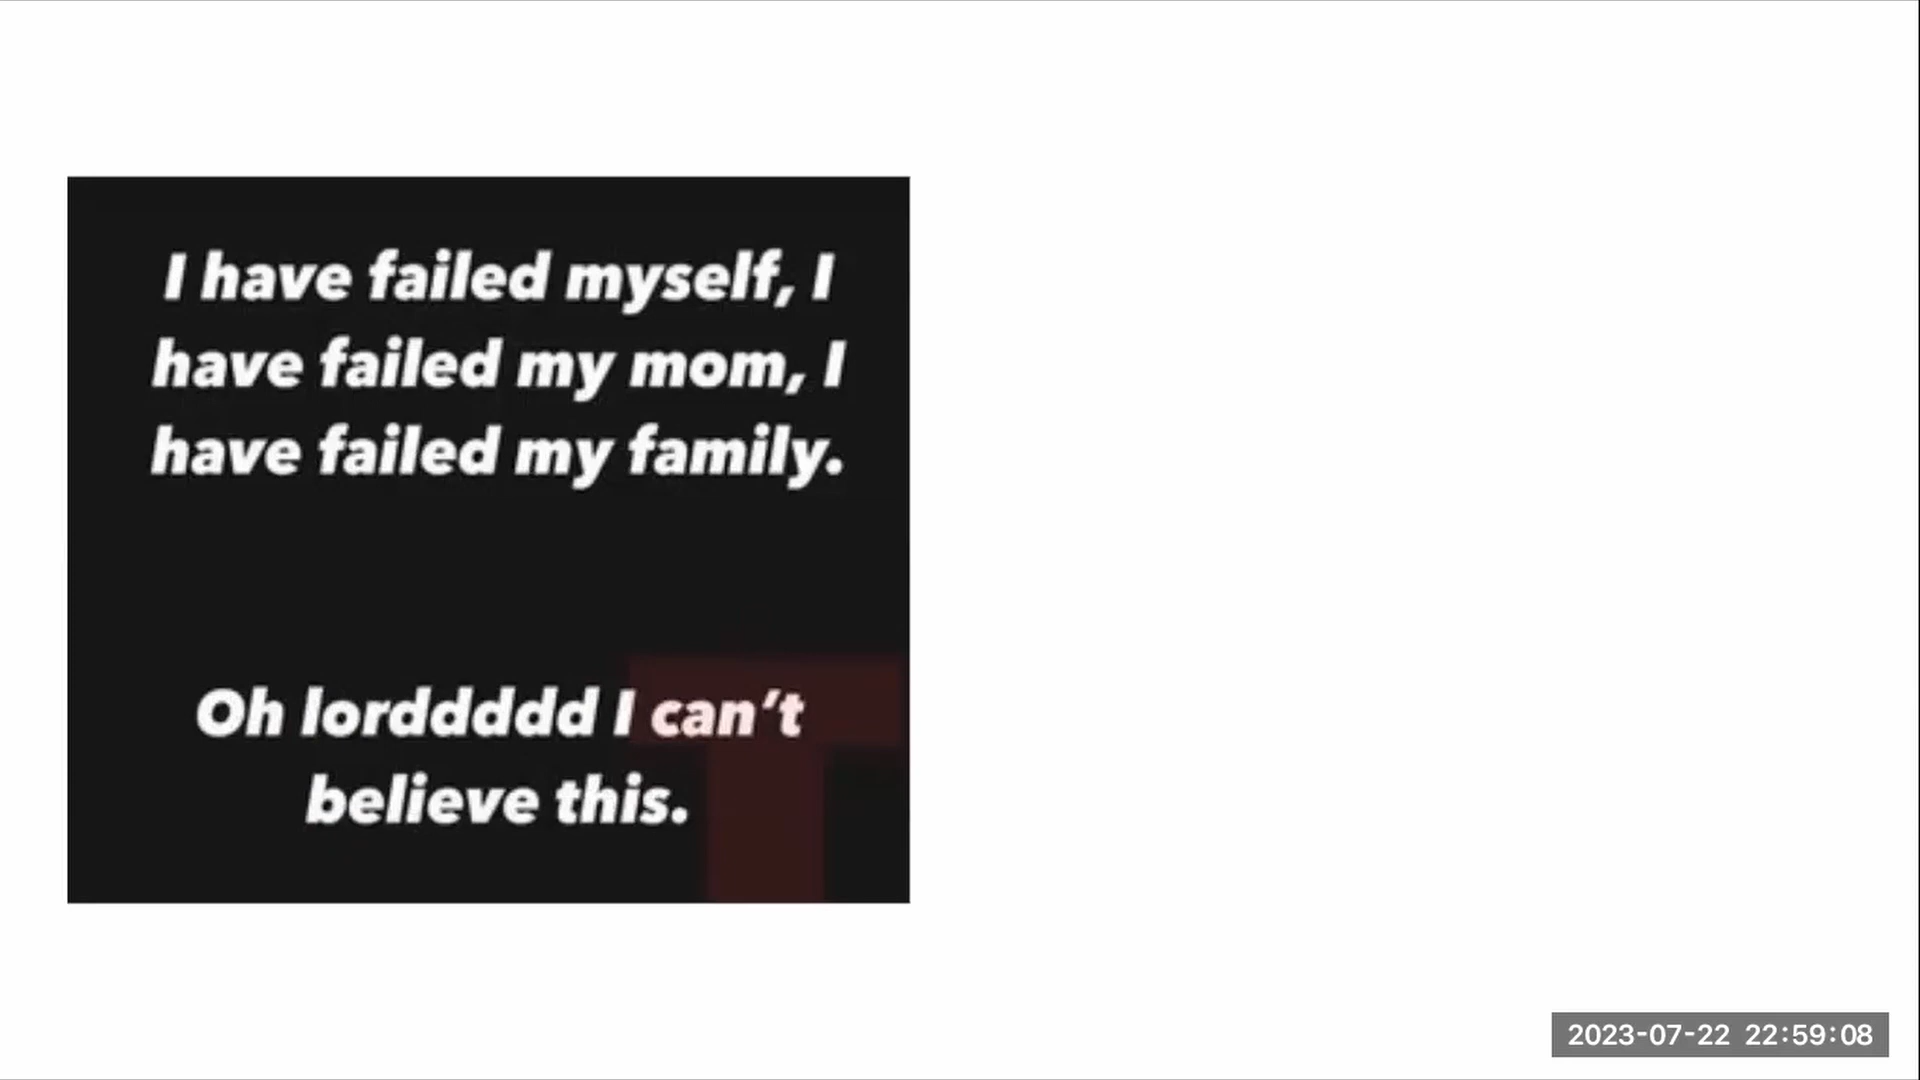 I have failed myself, I
have failed my mom, I
have failed my family.
Oh lorddddd I can’t
believe this.
2023-07-22 22:59:08